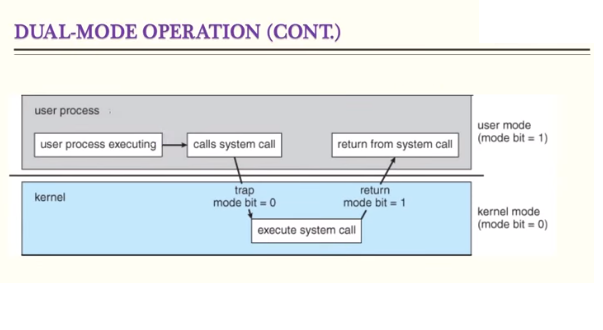 DUAL-MODE OPERATION (CONT.)
user process
user process executing
calls system call
return from system call
user mode
(mode bit = 1)
kernel
trap
mode bit = 0
return
mode bit = 1
execute system call
kernel mode
(mode bit = 0)